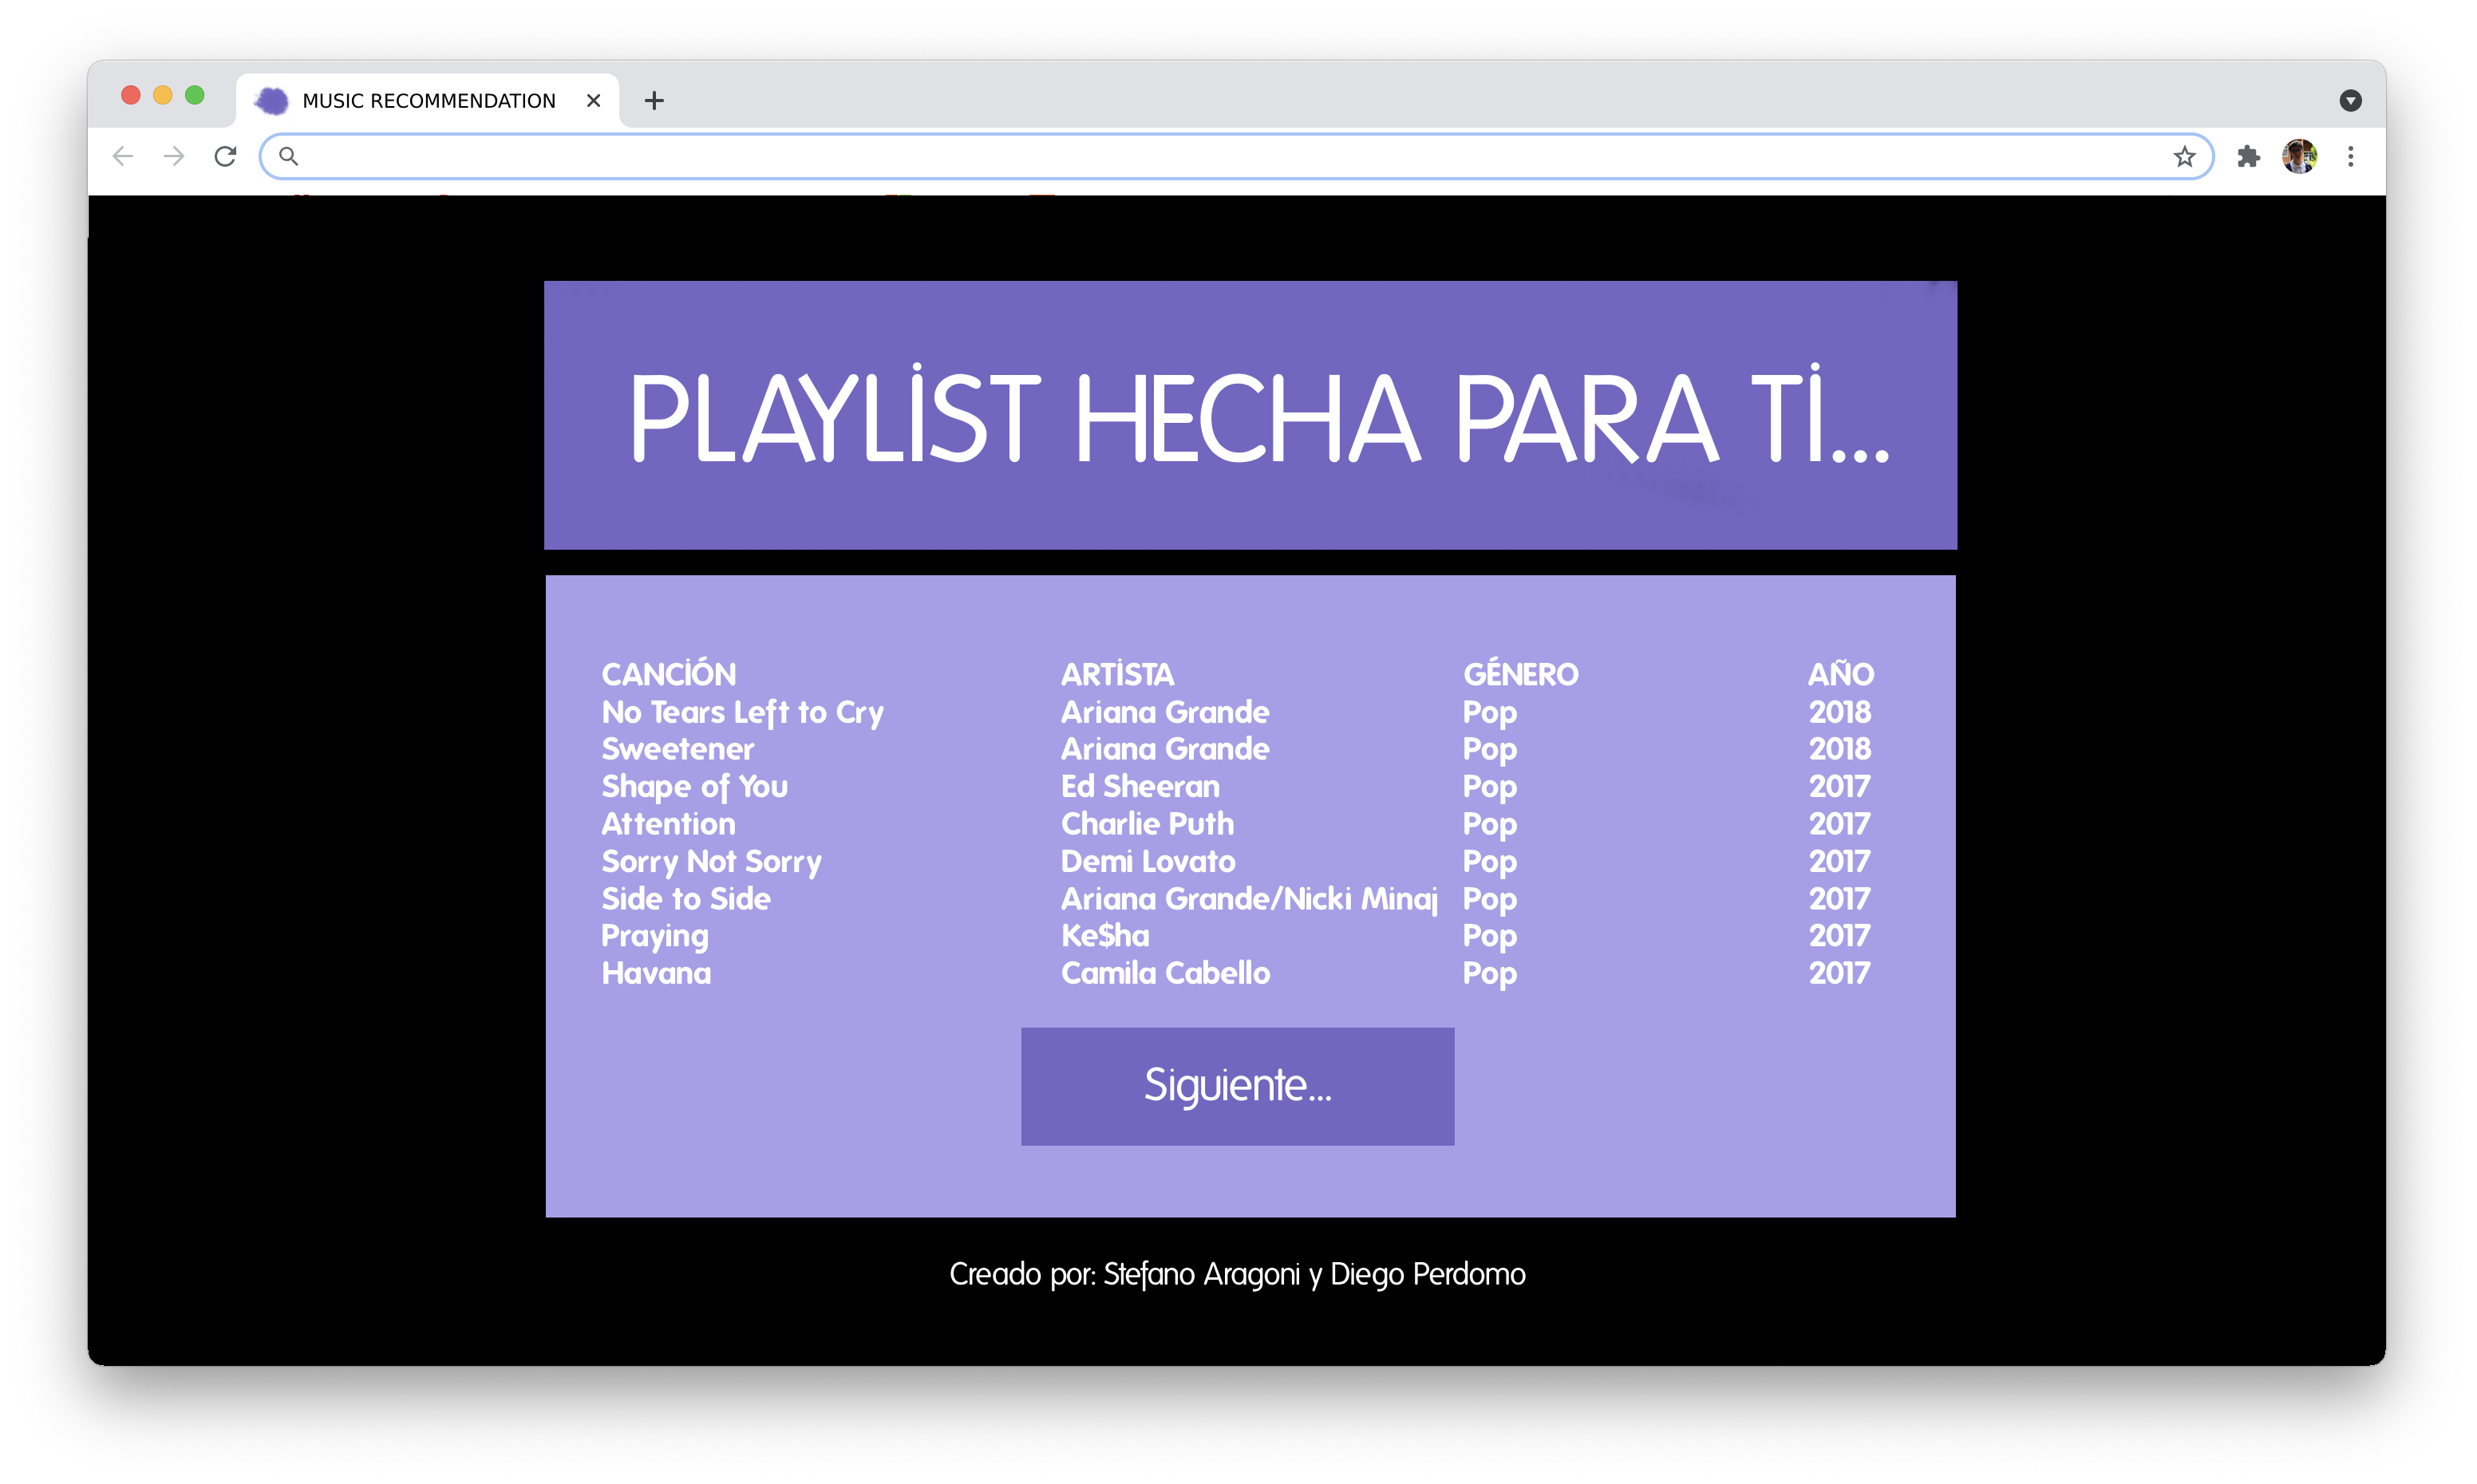 MUSIC RECOMMENDATION
PLAYLİST HECHA PARA Tİ...
CANCİÓN ARTİSTA GÉNERO AÑO
No Tears Left to Cry Ariana Grande Pop 2018
Sweetener Ariana Grande Pop 2018
Shape of You Ed Sheeran Pop 2017
Attention Charlie Puth Pop 2017
Sorry Not Sorry Demi Lovato Pop 2017
Side to Side Ariana Grande/Nicki Minaj Pop 2017
Praying Ke$ha Pop 2017
Havana Camila Cabello Pop 2017
Siguiente...
Creado por: Stefano Aragoni y Diego Perdomo